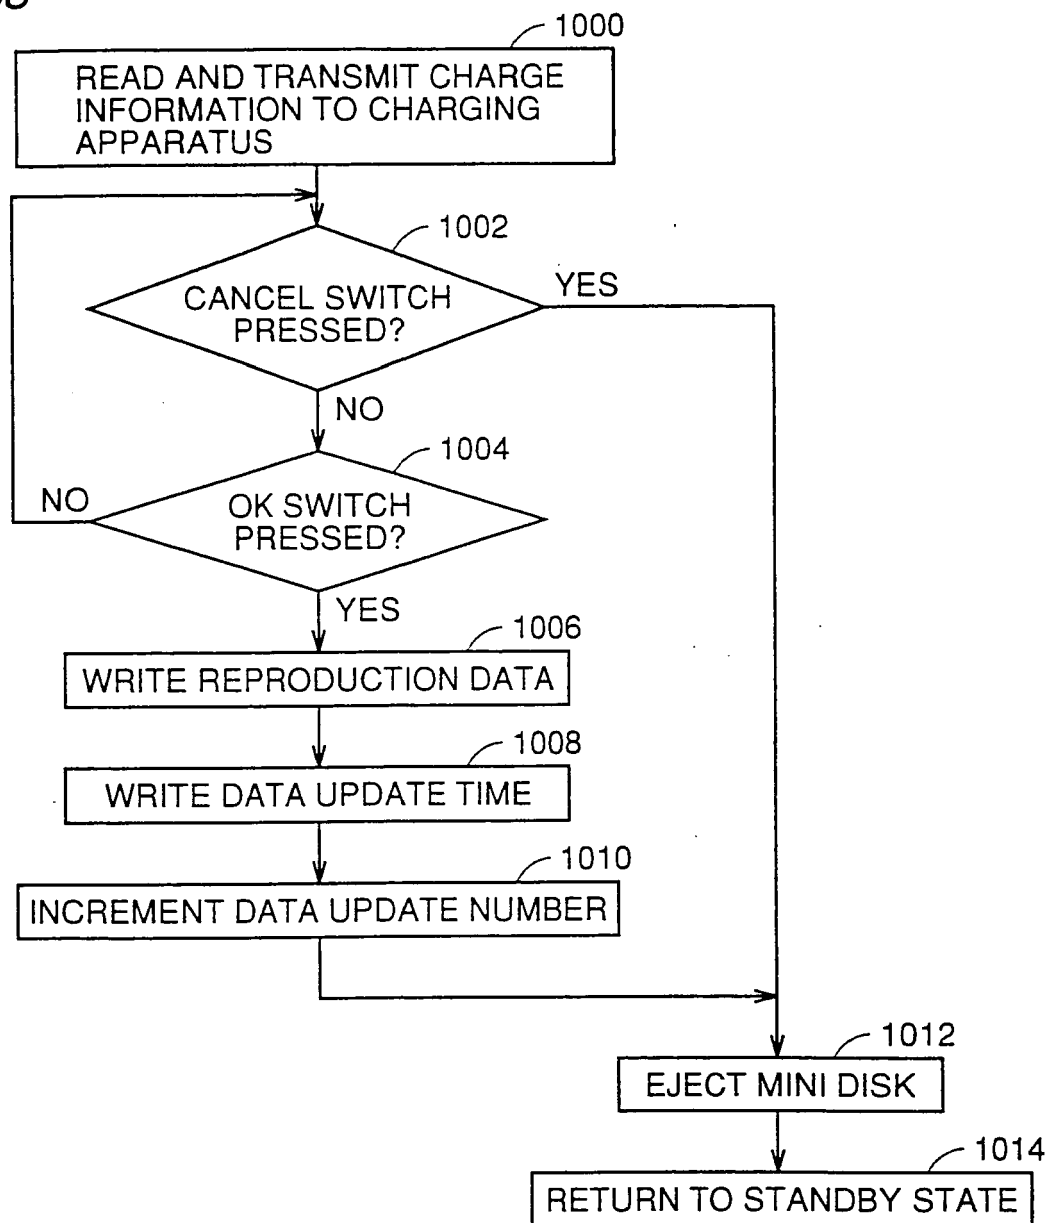 1000
READ AND TRANSMIT CHARGE
INFORMATION TO CHARGING
APPARATUS
1002
CANCEL SWITCH
PRESSED?
YES
NO
1004
OK SWITCH
PRESSED?
NO
YES
1006
WRITE REPRODUCTION DATA
1008
WRITE DATA UPDATE TIME
1010
INCREMENT DATA UPDATE NUMBER
1012
EJECT MINI DISK
1014
RETURN TO STANDBY STATE